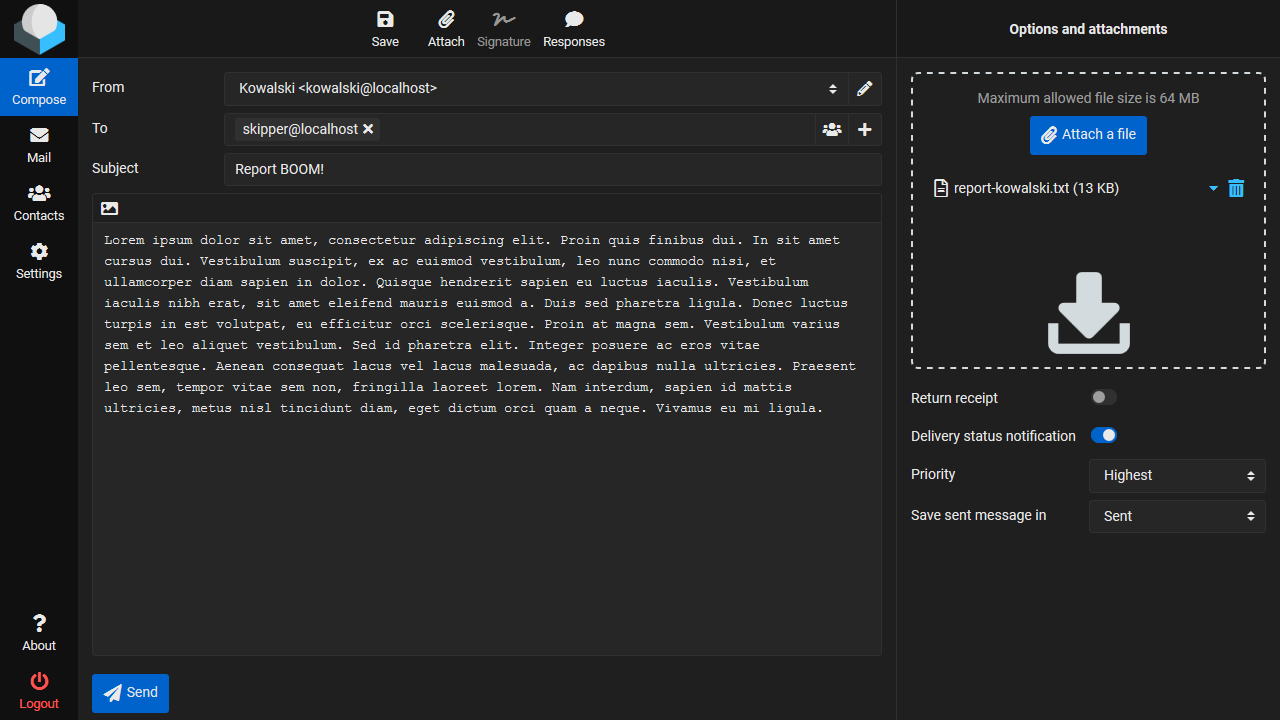 Compose
Mail
Contacts
Settings
About
Logout
Save
Attach
Signature
Responses
From
Kowalski <kowalski@localhost>
To
skipper@localhost
Subject
Report BOOM!
Lorem ipsum dolor sit amet, consectetur adipiscing elit. Proin quis finibus dui. In sit amet
cursus dui. Vestibulum suscipit, ex ac euismod vestibulum, leo nunc commodo nisi, et
ullamcorper diam sapien in dolor. Quisque hendrerit sapien eu luctus iaculis. Vestibulum
iaculis nibh erat, sit amet eleifend mauris euismod a. Duis sed pharetra ligula. Donec luctus
turpis in est volutpat, eu efficitur orci scelerisque. Proin at magna sem. Vestibulum varius
sem et leo aliquet vestibulum. Sed id pharetra elit. Integer posuere ac eros vitae
pellentesque. Aenean consequat lacus vel lacus malesuada, ac dapibus nulla ultricies. Praesent
leo sem, tempor vitae sem non, fringilla laoreet lorem. Nam interdum, sapien id mattis
ultricies, metus nisl tincidunt diam, eget dictum orci quam a neque. Vivamus eu mi ligula.
Send
Options and attachments
Maximum allowed file size is 64 MB
Attach a file
report-kowalski.txt (13 KB)
Return receipt
Delivery status notification
Priority
Highest
Save sent message in
Sent